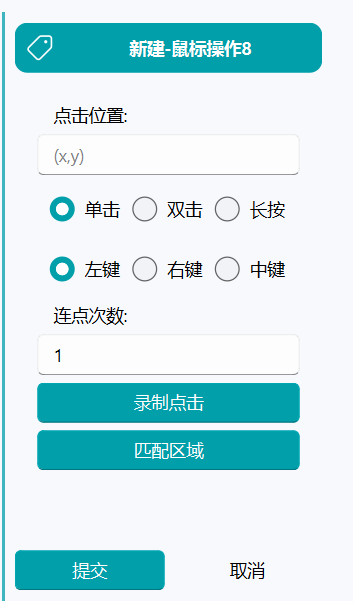 新建-鼠标操作8
点击位置:
(x,y)
单击 双击 长按
左键 右键 中键
连点次数:
1
录制点击
匹配区域
提交 取消